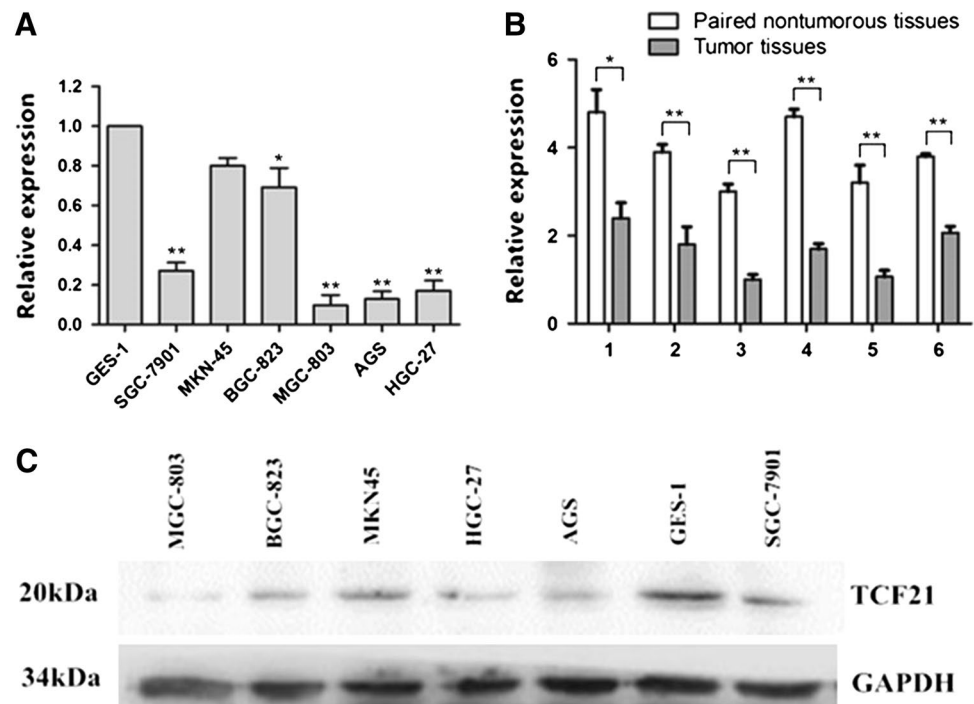 A
Relative expression
1.2
1.0
0.8
0.6
0.4
0.2
0.0
**
*
**
**
**
GES-1
SGC-7901
MKN-45
BGC-823
MGC-803
AGS
HGC-27
B
Paired nontumorous tissues
Tumor tissues
Relative expression
6
4
2
0
*
**
**
**
**
**
1 2 3 4 5 6
C
MGC-803
BGC-823
MKN45
HGC-27
AGS
GES-1
SGC-7901
20kDa
TCF21
34kDa
GAPDH